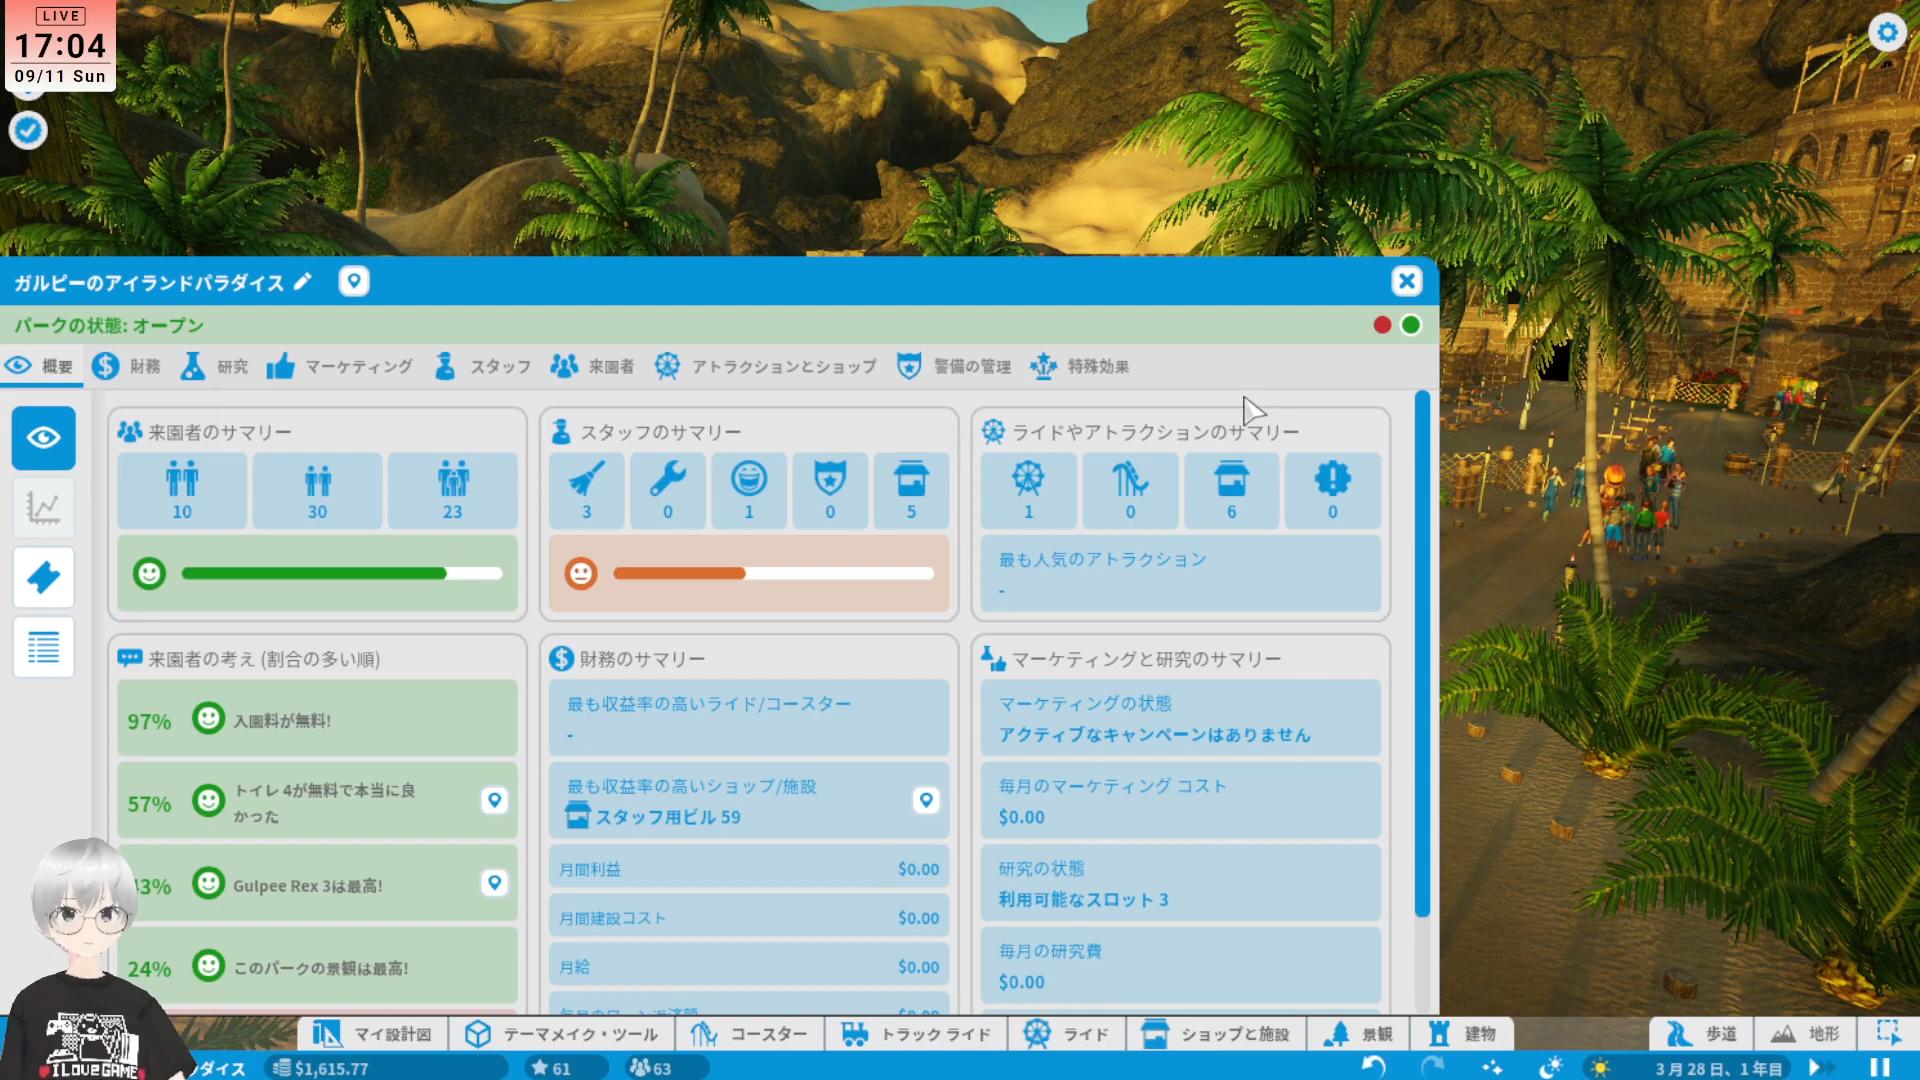 LIVE
17:04
09/11 Sun
ガルピーのアイランドパラダイス
パークの状態: オープン
概要
財務
研究
マーケティング
スタッフ
来園者
アトラクションとショップ
警備の管理
特殊効果
来園者のサマリー
10
30
23
スタッフのサマリー
3
0
1
0
5
ライドやアトラクションのサマリー
1
0
6
0
最も人気のアトラクション
-
来園者の考え (割合の多い順)
97%
入園料が無料!
57%
トイレ 4が無料で本当に良
かった
3%
Gulpee Rex 3は最高!
24%
このパークの景観は最高!
財務のサマリー
最も収益率の高いライド/コースター
-
最も収益率の高いショップ/施設
スタッフ用ビル 59
月間利益
$0.00
月間建設コスト
$0.00
月給
$0.00
マーケティングと研究のサマリー
マーケティングの状態
アクティブなキャンペーンはありません
毎月のマーケティング コスト
$0.00
研究の状態
利用可能なスロット 3
毎月の研究費
$0.00
マイ設計図
テーマメイク・ツール
コースター
トラック ライド
ライド
ショップと施設
景観
建物
歩道
地形
I LOVE GAME
ダイス
$1,615.77
61
63
3月 28日、1年目